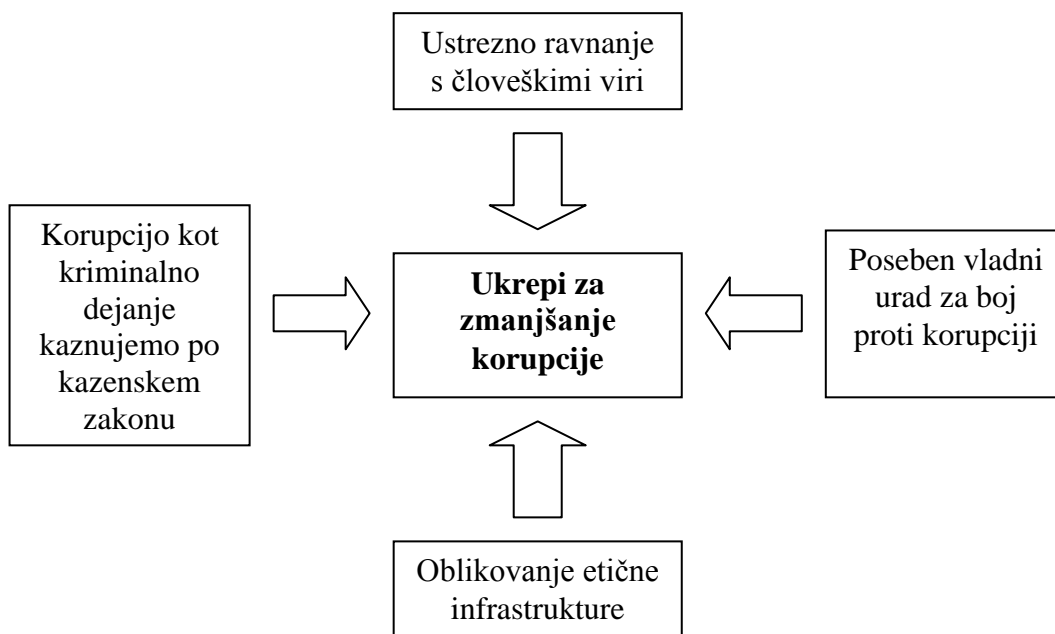 Ustrezno ravnanje
s človeškimi viri
Korupcijo kot
kriminalno
dejanje
kaznujemo po
kazenskem
zakonu
Ukrepi za
zmanjšanje
korupcije
Poseben vladni
urad za boj
proti korupciji
Oblikovanje etične
infrastrukture